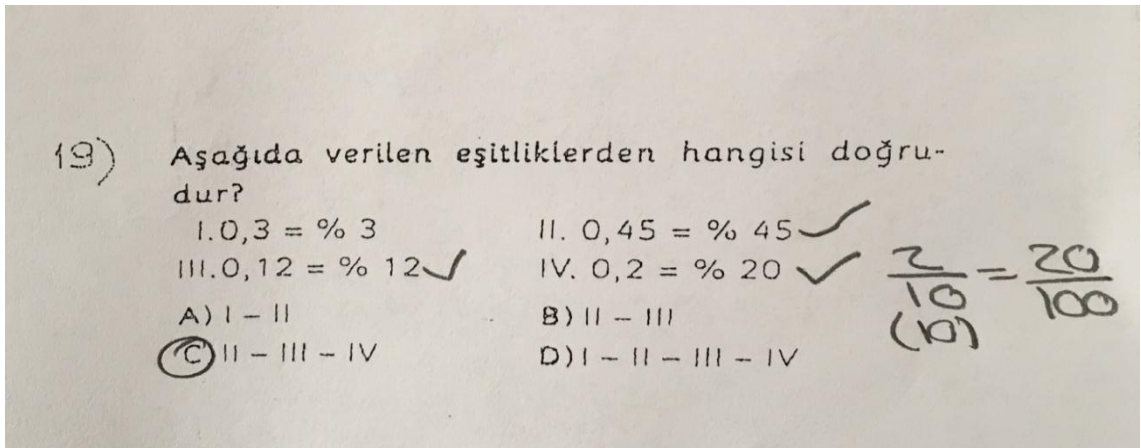 19) Aşağıda verilen eşitliklerden hangisi doğru-
dur?
I. 0,3 = % 3 II. 0,45 = % 45 ✓
III. 0,12 = % 12 ✓ IV. 0,2 = % 20 ✓ 2/10 = 20/100
(10)
A) I - II B) II - III
C) II - III - IV D) I - II - III - IV